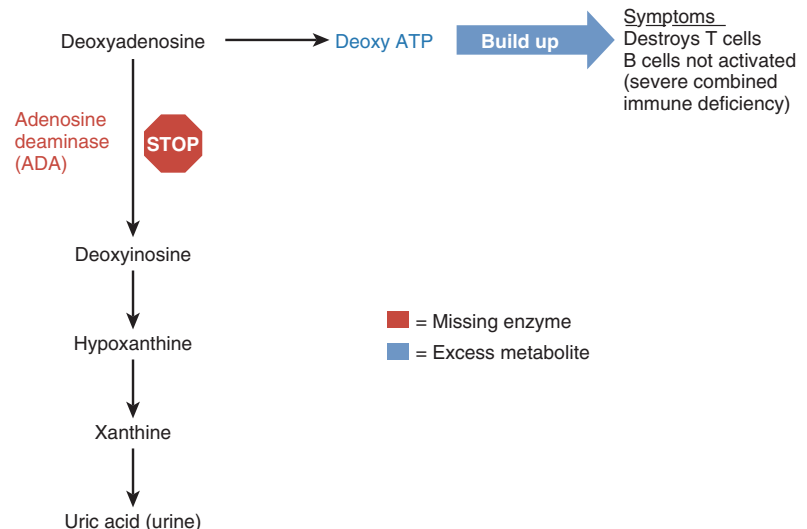 Symptoms
Deoxyadenosine
Deoxy ATP
Build up
Destroys T cells
B cells not activated
(severe combined
immune deficiency)
Adenosine
deaminase
(ADA)
STOP
Deoxyinosine
Hypoxanthine
= Missing enzyme
= Excess metabolite
Xanthine
Uric acid (urine)